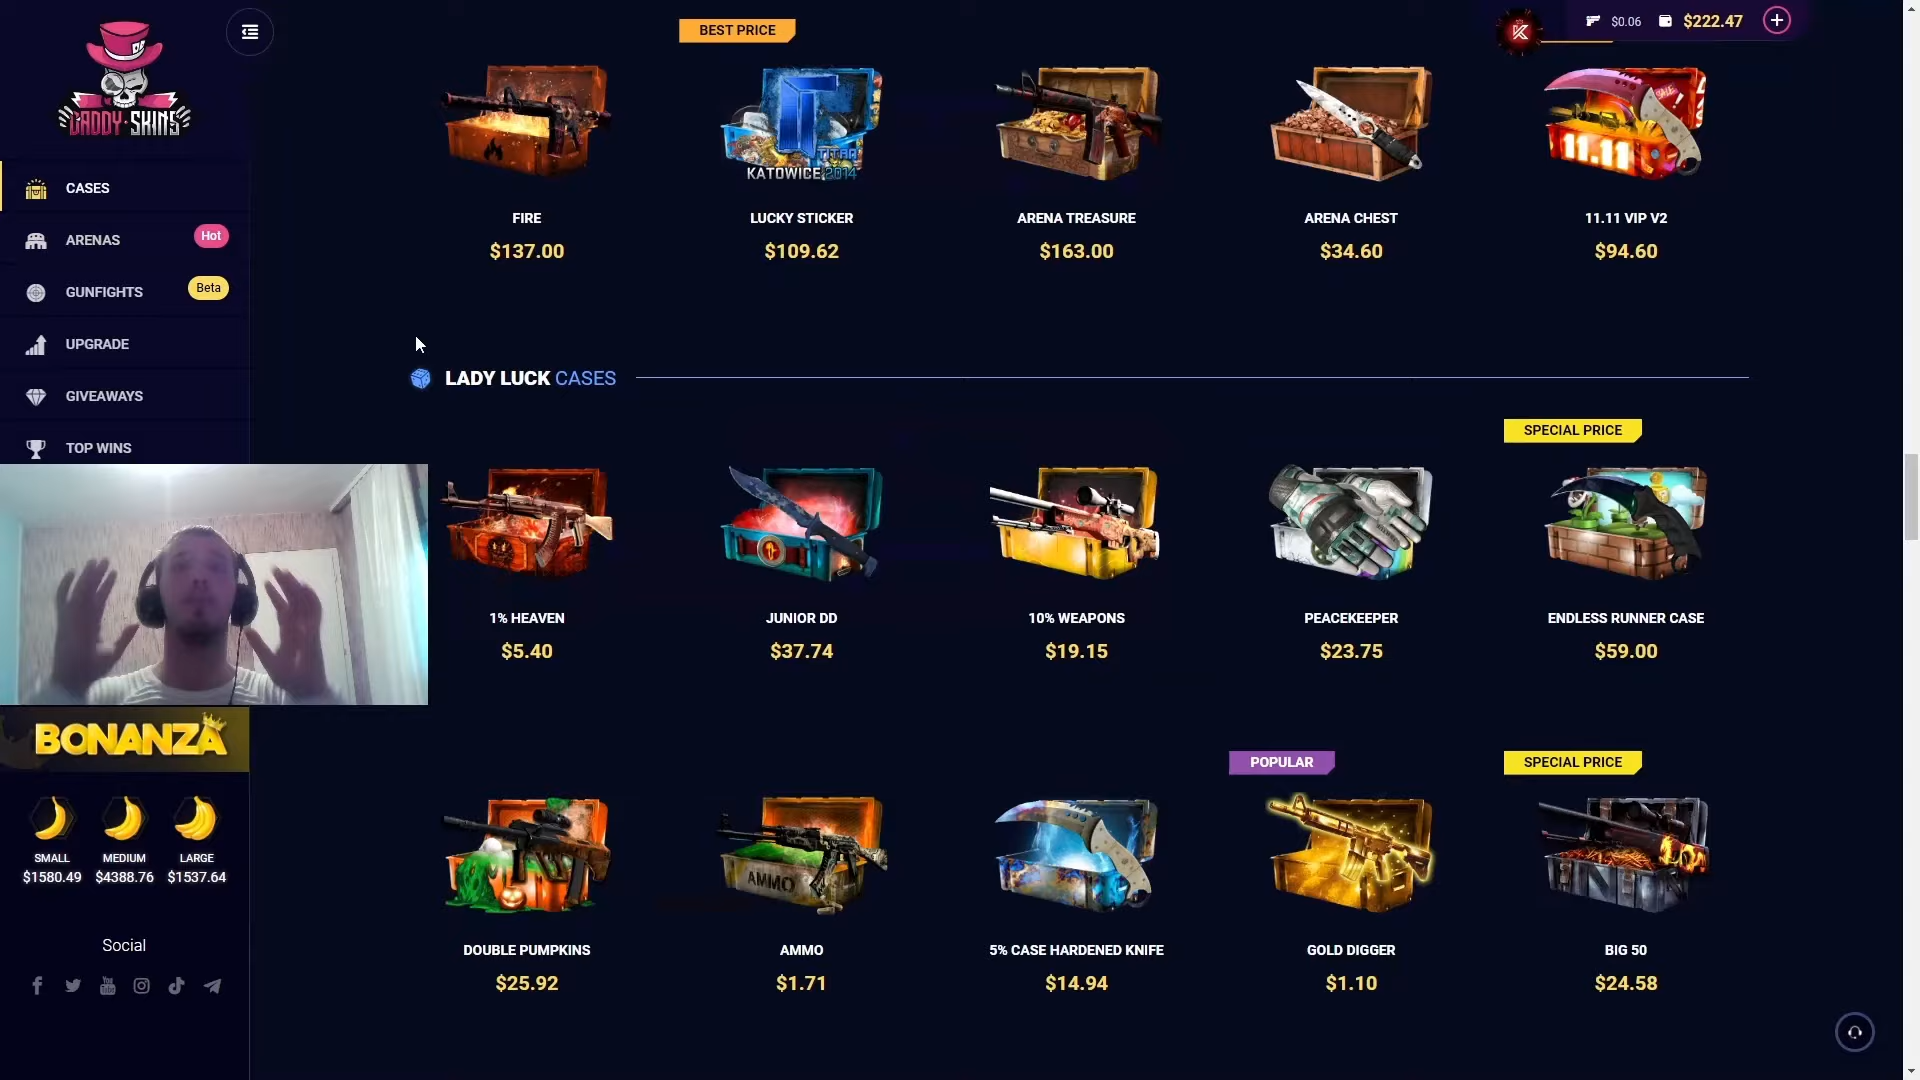 BEST PRICE
$0.06
$222.47
DADDY SKINS
CASES
ARENAS
Hot
GUNFIGHTS
Beta
UPGRADE
GIVEAWAYS
TOP WINS
TITAN
KATOWICE 2014
SALE!
11.11
FIRE
LUCKY STICKER
ARENA TREASURE
ARENA CHEST
11.11 VIP V2
$137.00
$109.62
$163.00
$34.60
$94.60
LADY LUCK CASES
SPECIAL PRICE
1% HEAVEN
JUNIOR DD
10% WEAPONS
PEACEKEEPER
ENDLESS RUNNER CASE
$5.40
$37.74
$19.15
$23.75
$59.00
BONANZA
SMALL
MEDIUM
LARGE
$1580.49
$4388.76
$1537.64
POPULAR
SPECIAL PRICE
AMMO
DOUBLE PUMPKINS
AMMO
5% CASE HARDENED KNIFE
GOLD DIGGER
BIG 50
$25.92
$1.71
$14.94
$1.10
$24.58
Social